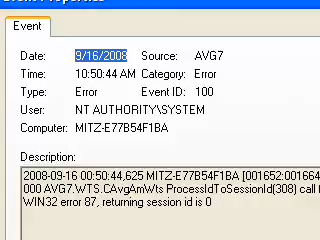 Event
Date: 9/16/2008 Source: AVG7
Time: 10:50:44 AM Category: Error
Type: Error Event ID: 100
User: NT AUTHORITY\SYSTEM
Computer: MITZ-E77B54F1BA
Description:
2008-09-16 00:50:44,625 MITZ-E77B54F1BA [001652:001664
000 AVG7.WTS.CAvgAmWts ProcessIdToSessionId(308) call
WIN32 error 87, returning session id is 0